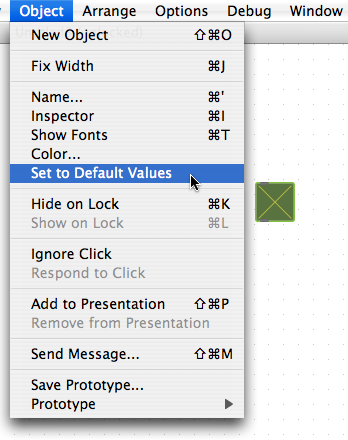 Object Arrange Options Debug Window
New Object ⇧⌘O
Fix Width ⌘J
Name... ⌘'
Inspector ⌘I
Show Fonts ⌘T
Color...
Set to Default Values
Hide on Lock ⌘K
Show on Lock ⌘L
Ignore Click
Respond to Click
Add to Presentation ⇧⌘P
Remove from Presentation
Send Message... ⇧⌘M
Save Prototype...
Prototype ▶